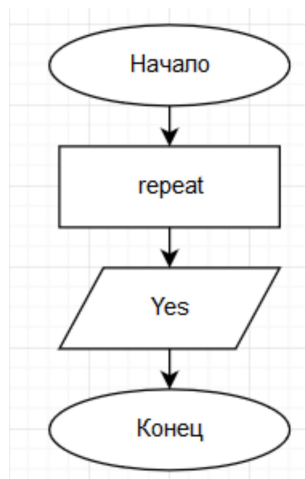 Начало
repeat
Yes
Конец